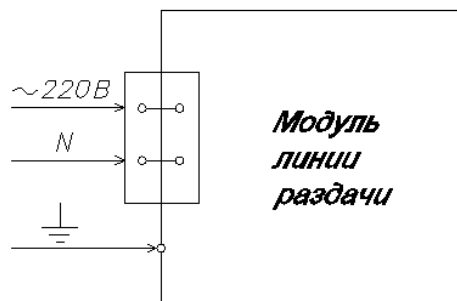 ~220В
N
Модуль
линии
раздачи